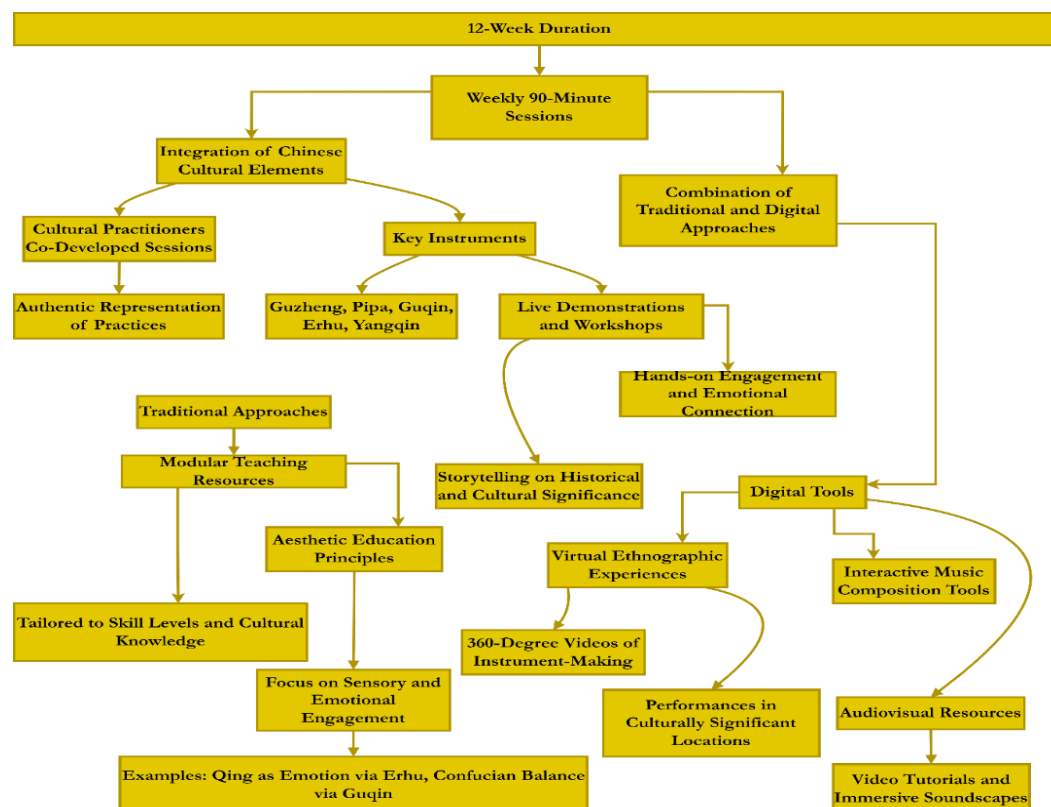 12-Week Duration
Weekly 90-Minute
Sessions
Integration of Chinese
Cultural Elements
Combination of
Traditional and Digital
Approaches
Cultural Practitioners
Co-Developed Sessions
Key Instruments
Authentic Representation
of Practices
Guzheng, Pipa, Guqin,
Erhu, Yangqin
Live Demonstrations
and Workshops
Hands-on Engagement
and Emotional
Connection
Traditional Approaches
Modular Teaching
Resources
Storytelling on Historical
and Cultural Significance
Digital Tools
Aesthetic Education
Principles
Virtual Ethnographic
Experiences
Interactive Music
Composition Tools
Tailored to Skill Levels and Cultural
Knowledge
360-Degree Videos of
Instrument-Making
Focus on Sensory and
Emotional
Engagement
Performances in
Culturally Significant
Locations
Audiovisual Resources
Examples: Qing as Emotion via Erhu, Confucian Balance
via Guqin
Video Tutorials and
Immersive Soundscapes